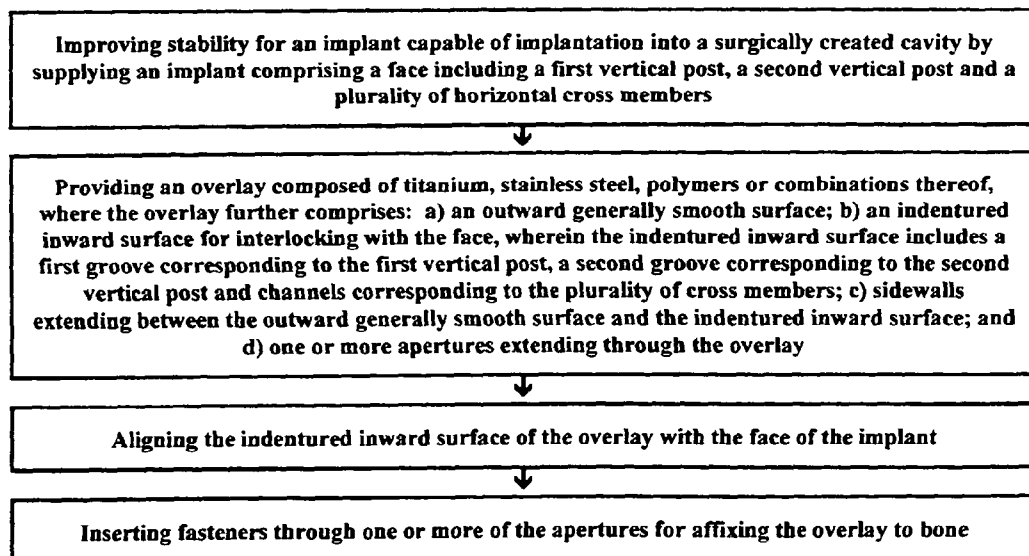 Improving stability for an implant capable of implantation into a surgically created cavity by
supplying an implant comprising a face including a first vertical post, a second vertical post and a
plurality of horizontal cross members
Providing an overlay composed of titanium, stainless steel, polymers or combinations thereof,
where the overlay further comprises: a) an outward generally smooth surface; b) an indentured
inward surface for interlocking with the face, wherein the indentured inward surface includes a
first groove corresponding to the first vertical post, a second groove corresponding to the second
vertical post and channels corresponding to the plurality of cross members; c) sidewalls
extending between the outward generally smooth surface and the indentured inward surface; and
d) one or more apertures extending through the overlay
Aligning the indentured inward surface of the overlay with the face of the implant
Inserting fasteners through one or more of the apertures for affixing the overlay to bone